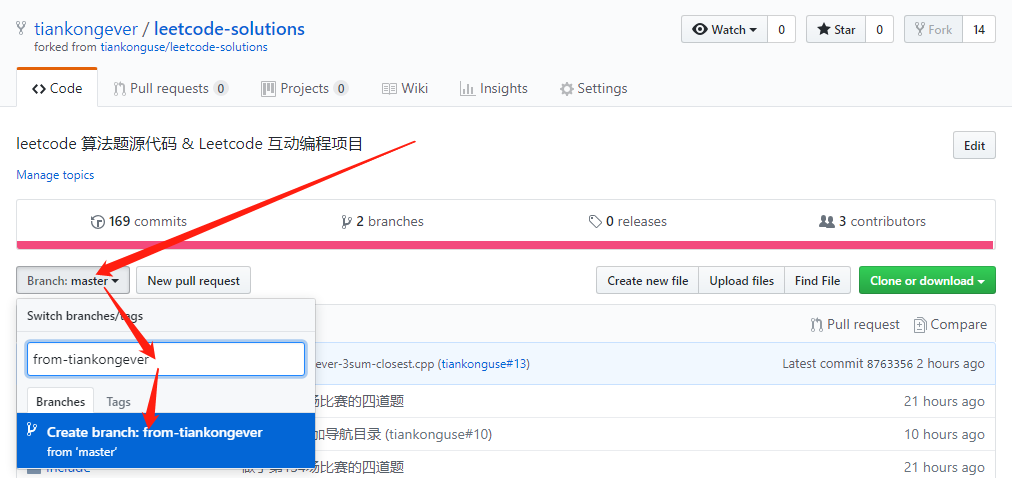 tiankongever / leetcode-solutions
forked from tiankonguse/leetcode-solutions
Watch 0 Star 0 Fork 14
Code Pull requests 0 Projects 0 Wiki Insights Settings
leetcode 算法题源代码 & Leetcode 互动编程项目
Edit
Manage topics
169 commits 2 branches 0 releases 3 contributors
Branch: master New pull request Create new file Upload files Find File Clone or download
Switch branches/tags
Pull request Compare
from-tiankongever
ever-3sum-closest.cpp (tiankonguse#13) Latest commit 8763356 2 hours ago
Branches Tags
场比赛的四道题 21 hours ago
Create branch: from-tiankongever
from 'master'
加导航目录 (tiankonguse#10) 10 hours ago
include 场比赛的四道题 21 hours ago